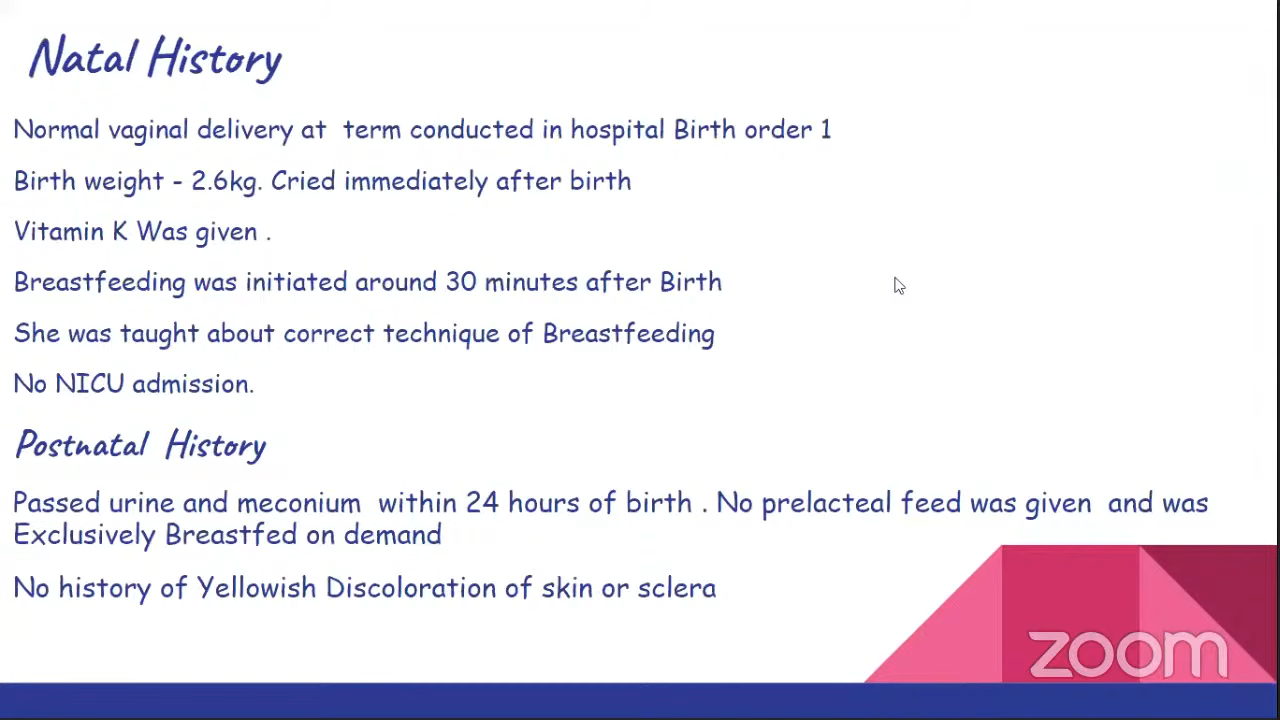 Natal History
Normal vaginal delivery at term conducted in hospital Birth order 1
Birth weight - 2.6kg. Cried immediately after birth
Vitamin K Was given .
Breastfeeding was initiated around 30 minutes after Birth
She was taught about correct technique of Breastfeeding
No NICU admission.
Postnatal History
Passed urine and meconium within 24 hours of birth . No prelacteal feed was given and was
Exclusively Breastfed on demand
No history of Yellowish Discoloration of skin or sclera
zoom